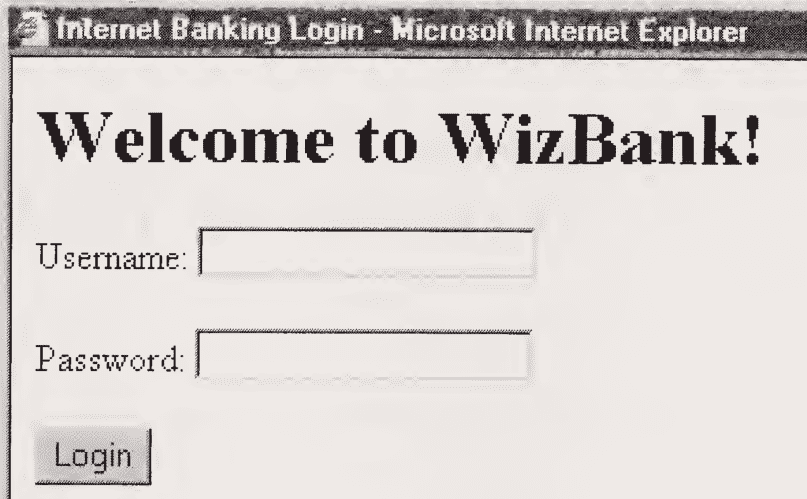 Internet Banking Login - Microsoft Internet Explorer
Welcome to WizBank!
Username:
Password:
Login